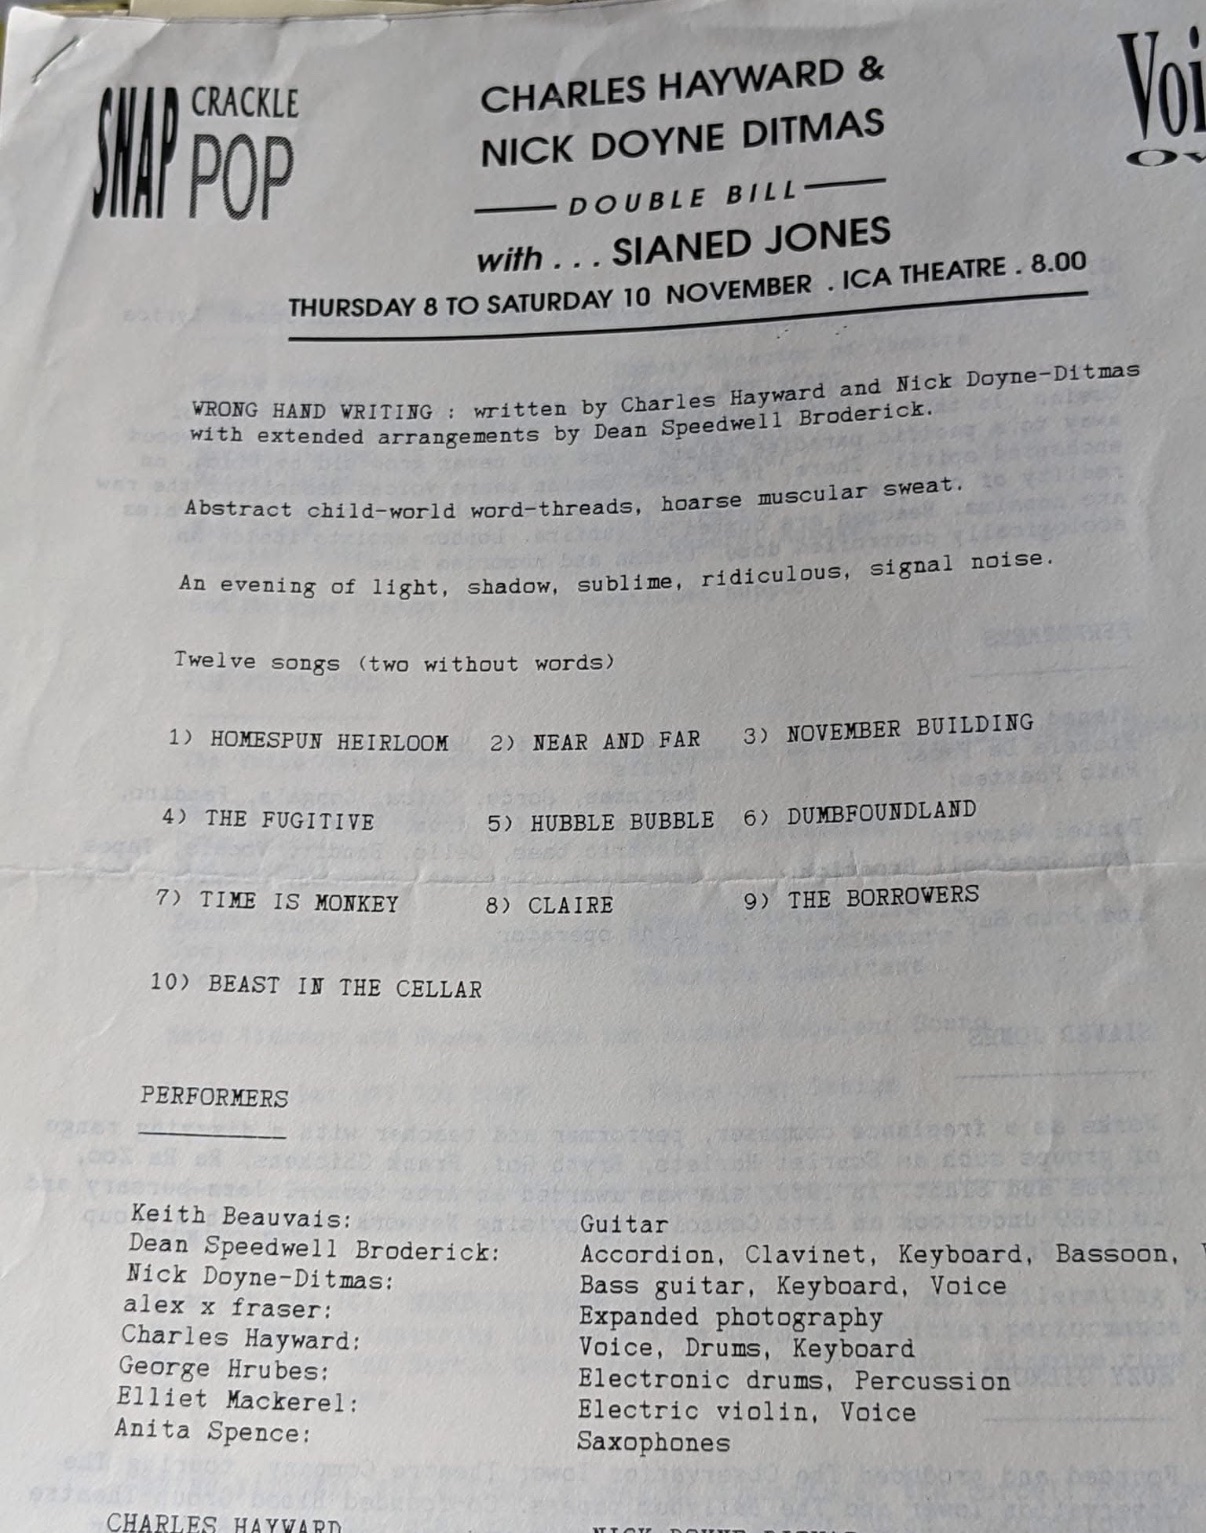 SNAP CRACKLE POP
CHARLES HAYWARD &
NICK DOYNE DITMAS
DOUBLE BILL
with . . . SIANED JONES
THURSDAY 8 TO SATURDAY 10 NOVEMBER . ICA THEATRE . 8.00
Voi
WRONG HAND WRITING : written by Charles Hayward and Nick Doyne-Ditmas
with extended arrangements by Dean Speedwell Broderick.
Abstract child-world word-threads, hoarse muscular sweat.
An evening of light, shadow, sublime, ridiculous, signal noise.
Twelve songs (two without words)
1) HOMESPUN HEIRLOOM 2) NEAR AND FAR 3) NOVEMBER BUILDING
4) THE FUGITIVE 5) HUBBLE BUBBLE 6) DUMBFOUNDLAND
7) TIME IS MONKEY 8) CLAIRE 9) THE BORROWERS
10) BEAST IN THE CELLAR
PERFORMERS
Keith Beauvais: Guitar
Dean Speedwell Broderick: Accordion, Clavinet, Keyboard, Bassoon,
Nick Doyne-Ditmas: Bass guitar, Keyboard, Voice
alex x fraser: Expanded photography
Charles Hayward: Voice, Drums, Keyboard
George Hrubes: Electronic drums, Percussion
Elliet Mackerel: Electric violin, Voice
Anita Spence: Saxophones
CHARLES HAYWARD